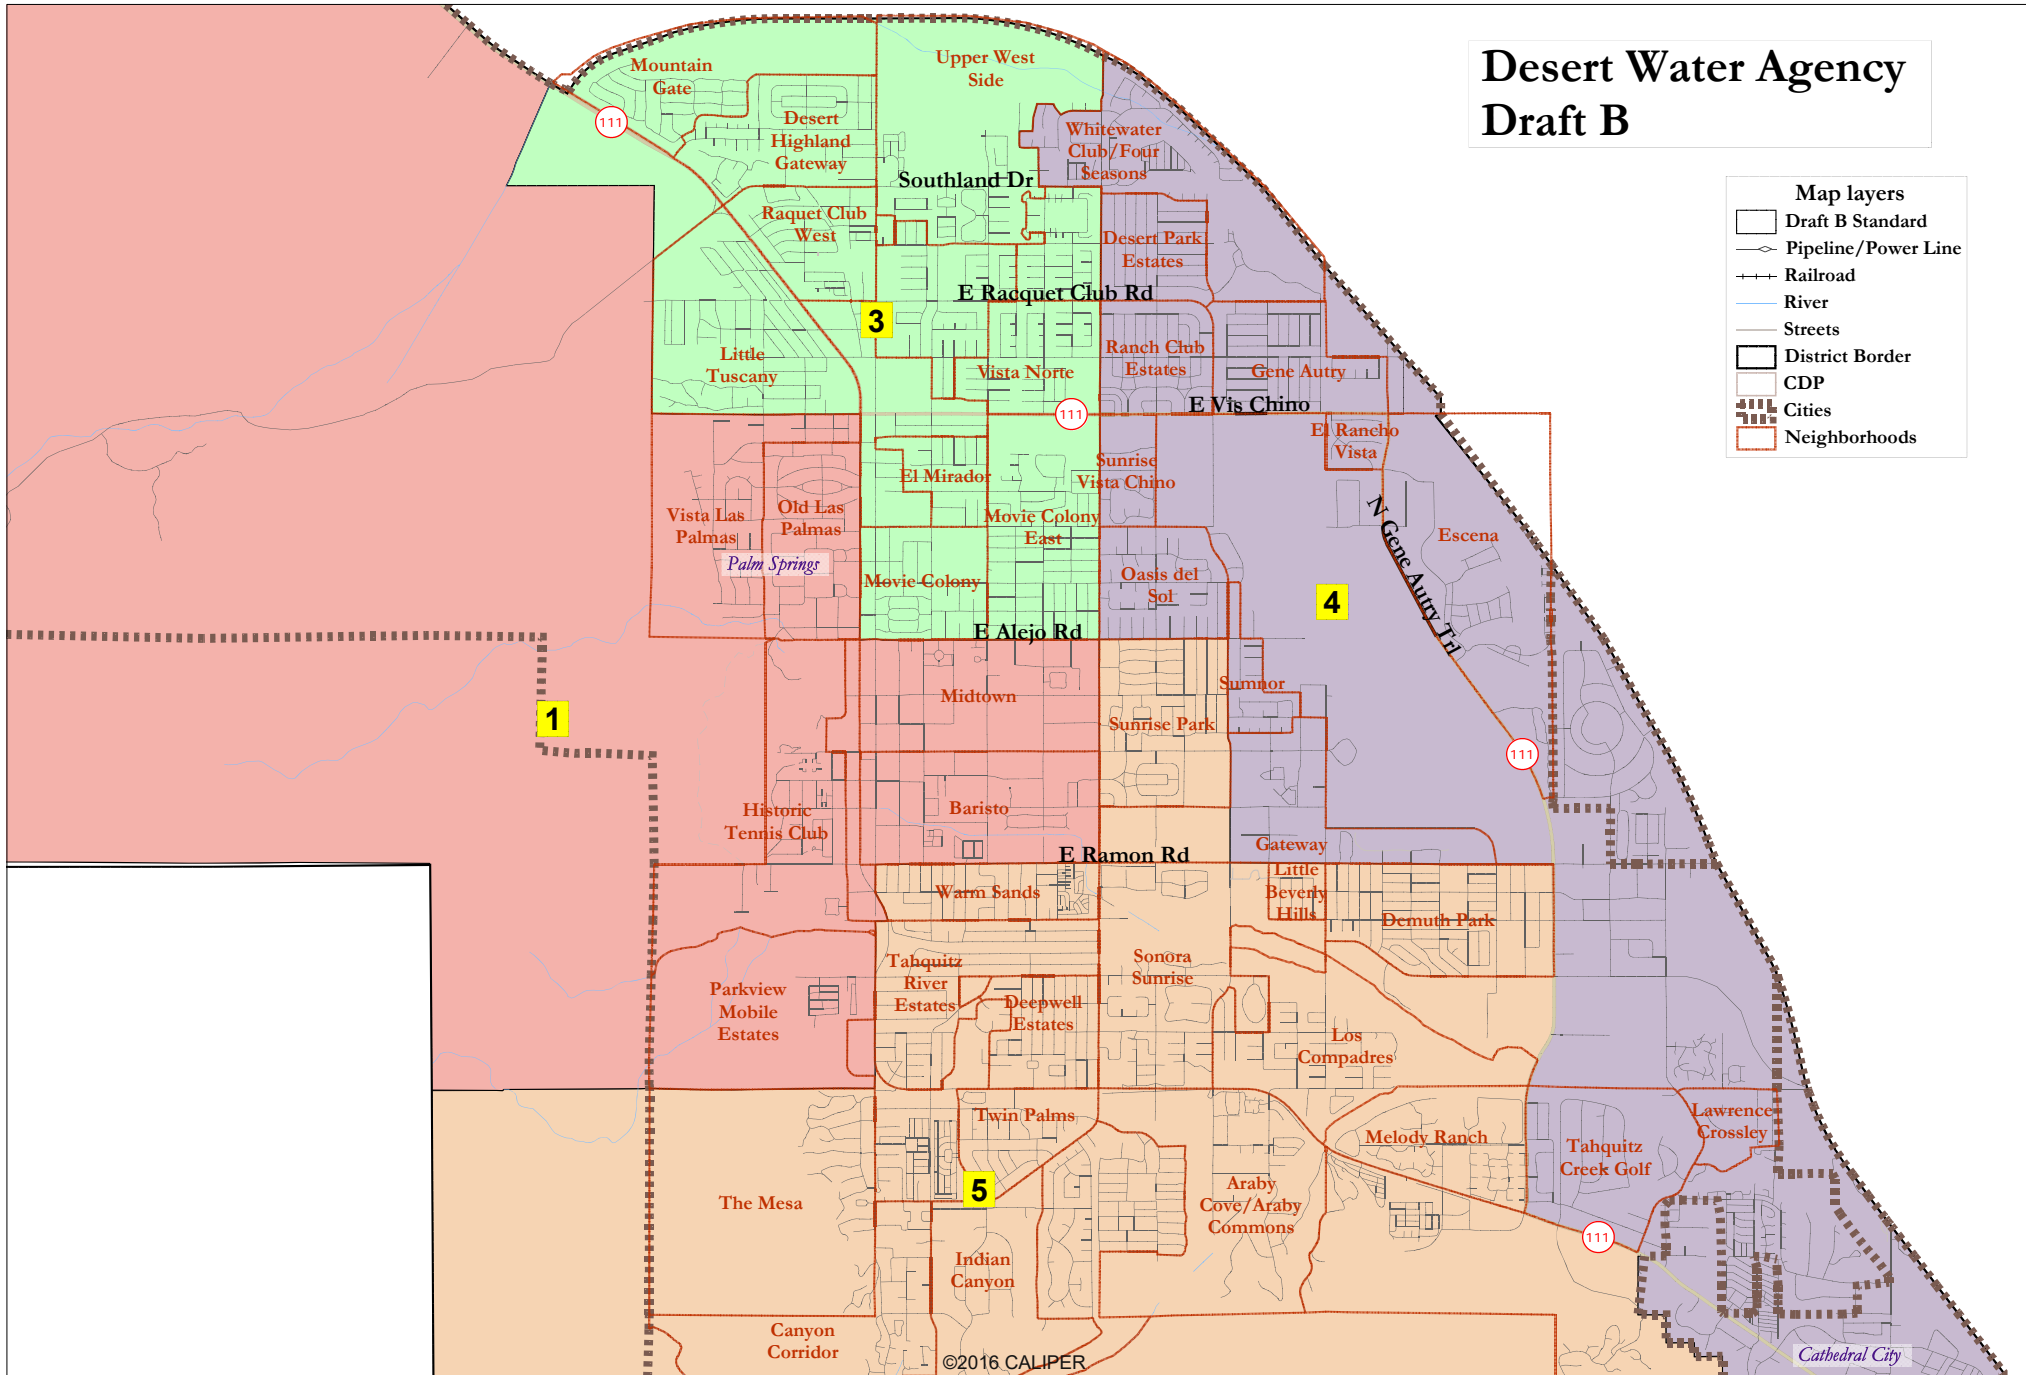 Desert Water Agency
Draft B
Map layers
Draft B Standard
Pipeline/Power Line
Railroad
River
Streets
District Border
CDP
Cities
Neighborhoods
Mountain
Gate
Upper West
Side
111
Desert
Highland
Gateway
Whitewater
Club/Four
Seasons
Southland Dr
Raquet Club
West
Desert Park
Estates
E Racquet Club Rd
3
Little
Tuscany
Vista Norte
Ranch Club
Estates
Gene Autry
E Vis Chino
111
El Rancho
Vista
El Mirador
Sunrise
Vista Chino
Vista Las
Palmas
Old Las
Palmas
Movie Colony
East
N Gene Autry Trl
Escena
Palm Springs
Movie Colony
Oasis del
Sol
4
E Alejo Rd
1
Midtown
Sumnor
Sunrise Park
111
Historic
Tennis Club
Baristo
Gateway
E Ramon Rd
Warm Sands
Little
Beverly
Hills
Demuth Park
Tahquitz
River
Estates
Sonora
Sunrise
Parkview
Mobile
Estates
Deepwell
Estates
Los
Compadres
Twin Palms
Melody Ranch
Lawrence
Crossley
Tahquitz
Creek Golf
5
The Mesa
Araby
Cove/Araby
Commons
111
Indian
Canyon
Canyon
Corridor
©2016 CALIPER
Cathedral City